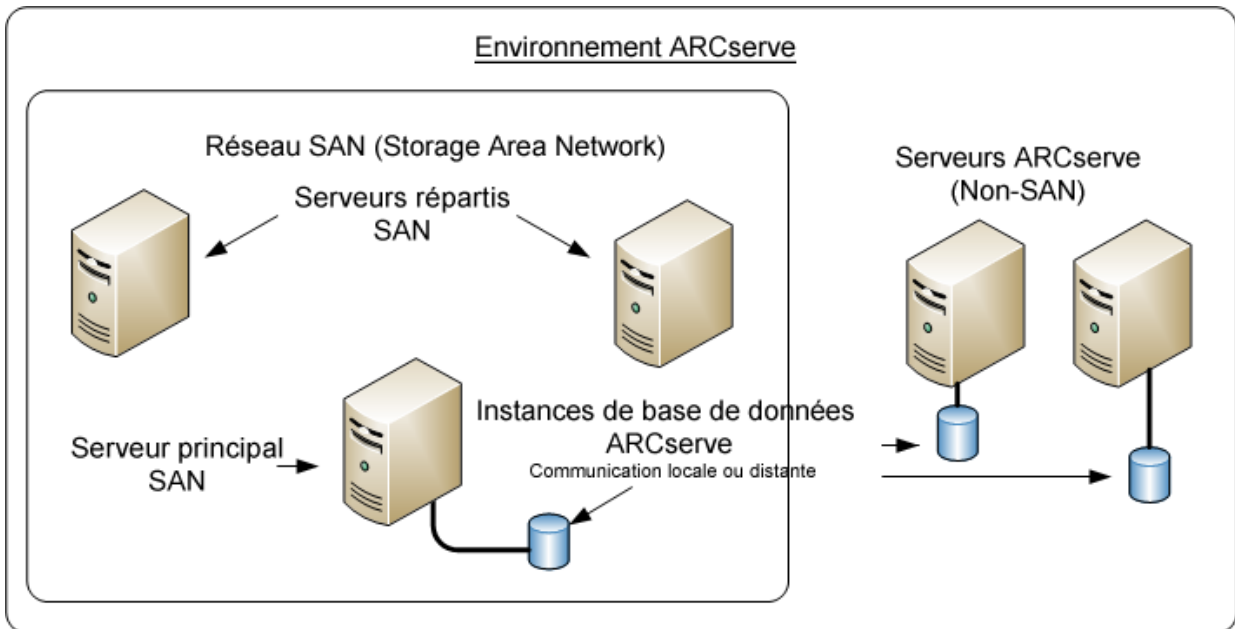 Environnement ARCserve
Réseau SAN (Storage Area Network)
Serveurs répartis
SAN
Serveurs ARCserve
(Non-SAN)
Serveur principal
SAN
Instances de base de données
ARCserve
Communication locale ou distante